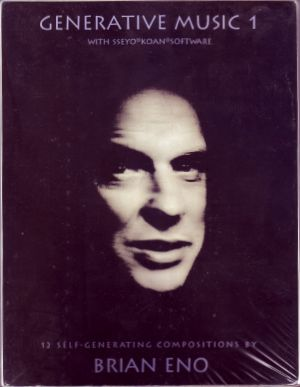 GENERATIVE MUSIC 1
WITH SSEYO®KOAN®SOFTWARE
12 SELF-GENERATING COMPOSITIONS BY
BRIAN ENO